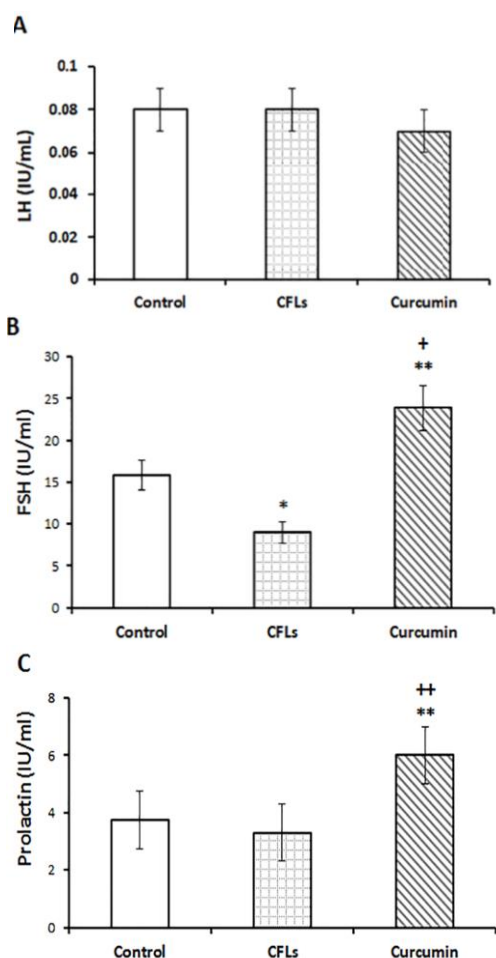 A
LH (IU/mL)
0.1
0.08
0.06
0.04
0.02
0
Control CFLs Curcumin
B
FSH (IU/ml)
30
25
20
15
10
5
0
*
+
**
Control CFLs Curcumin
C
Prolactin (IU/ml)
8
6
4
2
0
++
**
Control CFLs Curcumin